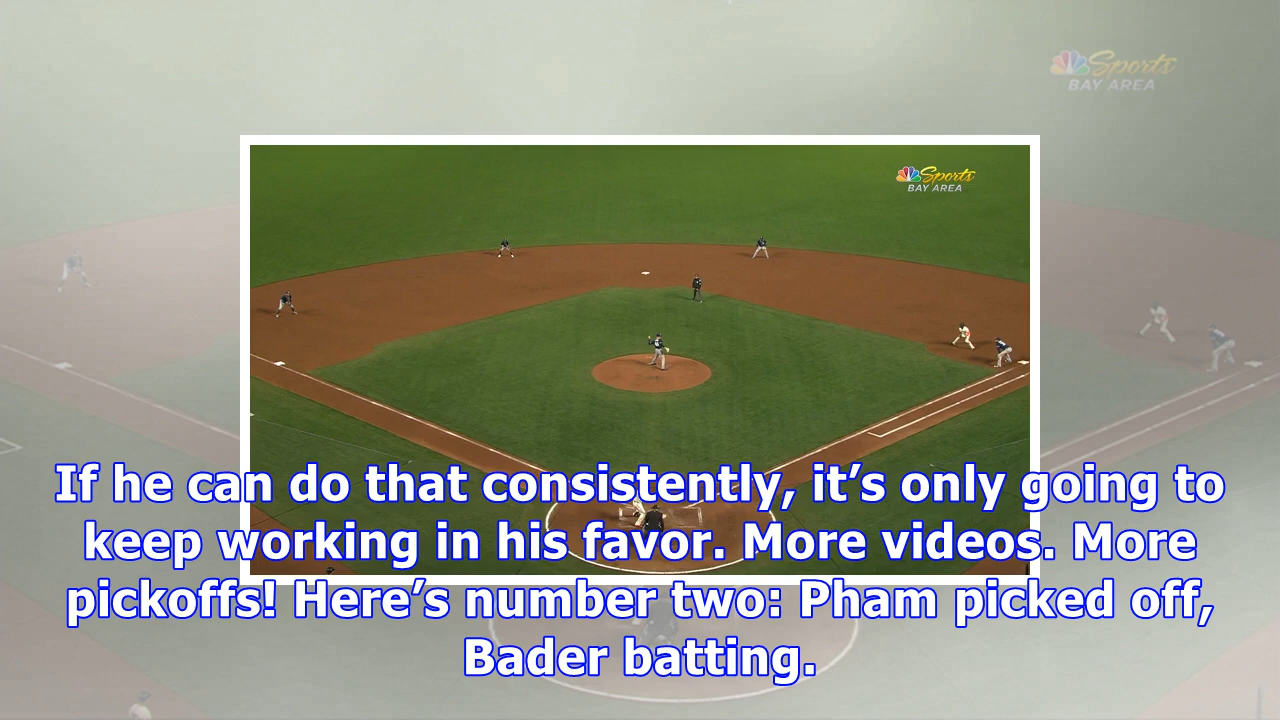 Sports
BAY AREA
Sports
BAY AREA
If he can do that consistently, it’s only going to
keep working in his favor. More videos. More
pickoffs! Here’s number two: Pham picked off,
Bader batting.